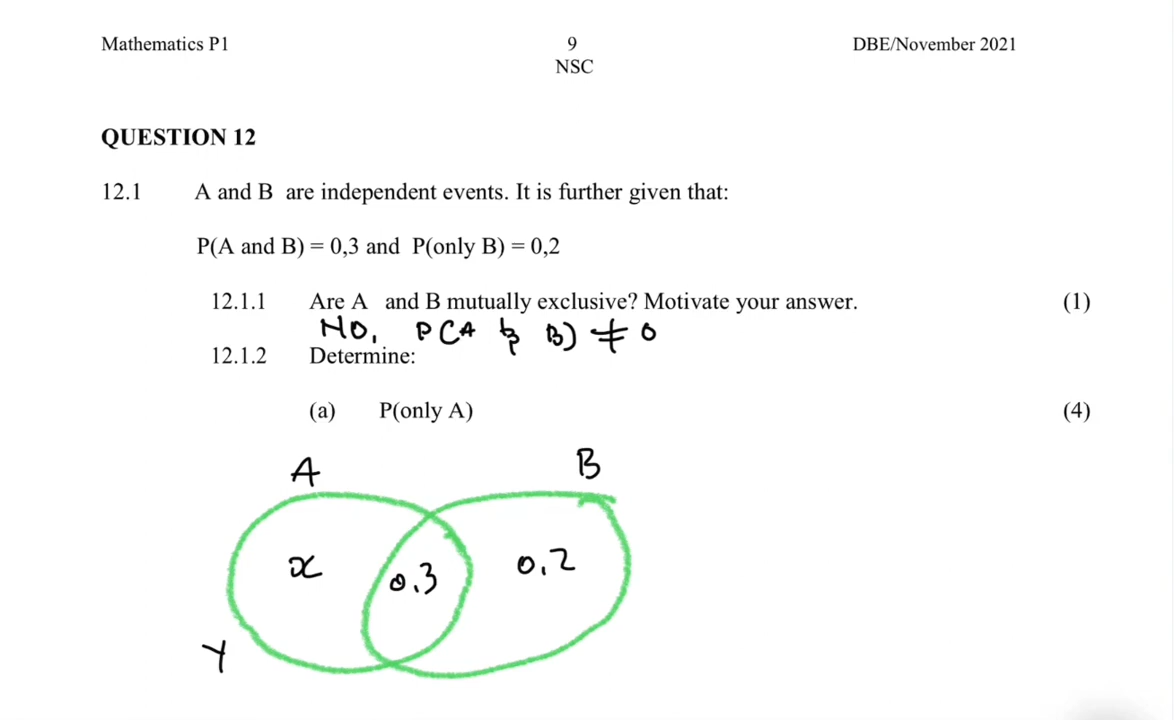 Mathematics P1 9 DBE/November 2021
NSC
QUESTION 12
12.1 A and B are independent events. It is further given that:
P(A and B) = 0,3 and P(only B) = 0,2
12.1.1 Are A and B mutually exclusive? Motivate your answer. (1)
NO, P(A & B) ≠ 0
12.1.2 Determine:
(a) P(only A) (4)
A B
x 0,3 0,2
Y